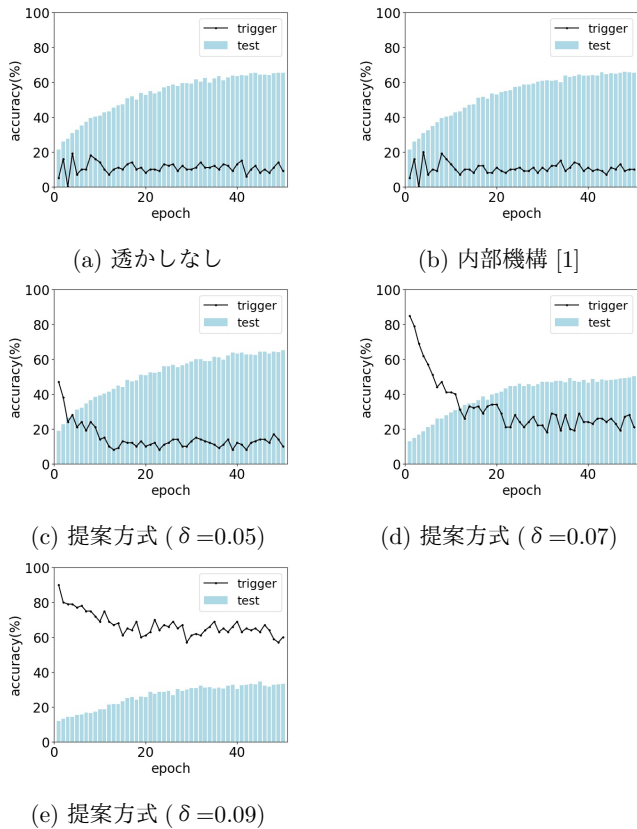 100
80
60
40
20
0
accuracy(%)
trigger
test
0 20 40
epoch
(a) 透かしなし
100
80
60
40
20
0
accuracy(%)
trigger
test
0 20 40
epoch
(b) 内部機構 [1]
100
80
60
40
20
0
accuracy(%)
trigger
test
0 20 40
epoch
(c) 提案方式 ( δ =0.05)
100
80
60
40
20
0
accuracy(%)
trigger
test
0 20 40
epoch
(d) 提案方式 ( δ =0.07)
100
80
60
40
20
0
accuracy(%)
trigger
test
0 20 40
epoch
(e) 提案方式 ( δ =0.09)